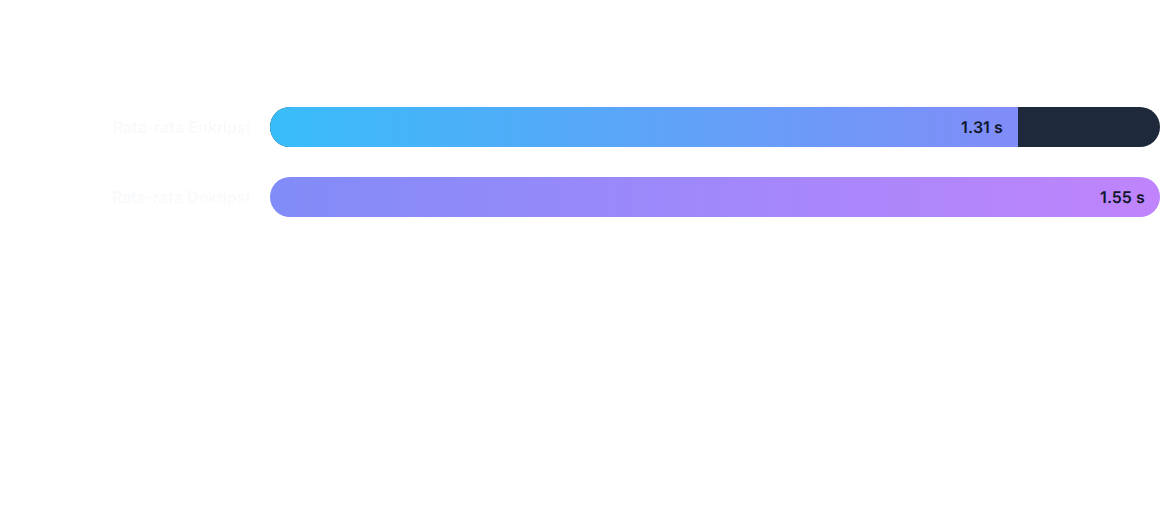 Rata-rata Enkripsi
1.31 s
Rata-rata Dekripsi
1.55 s